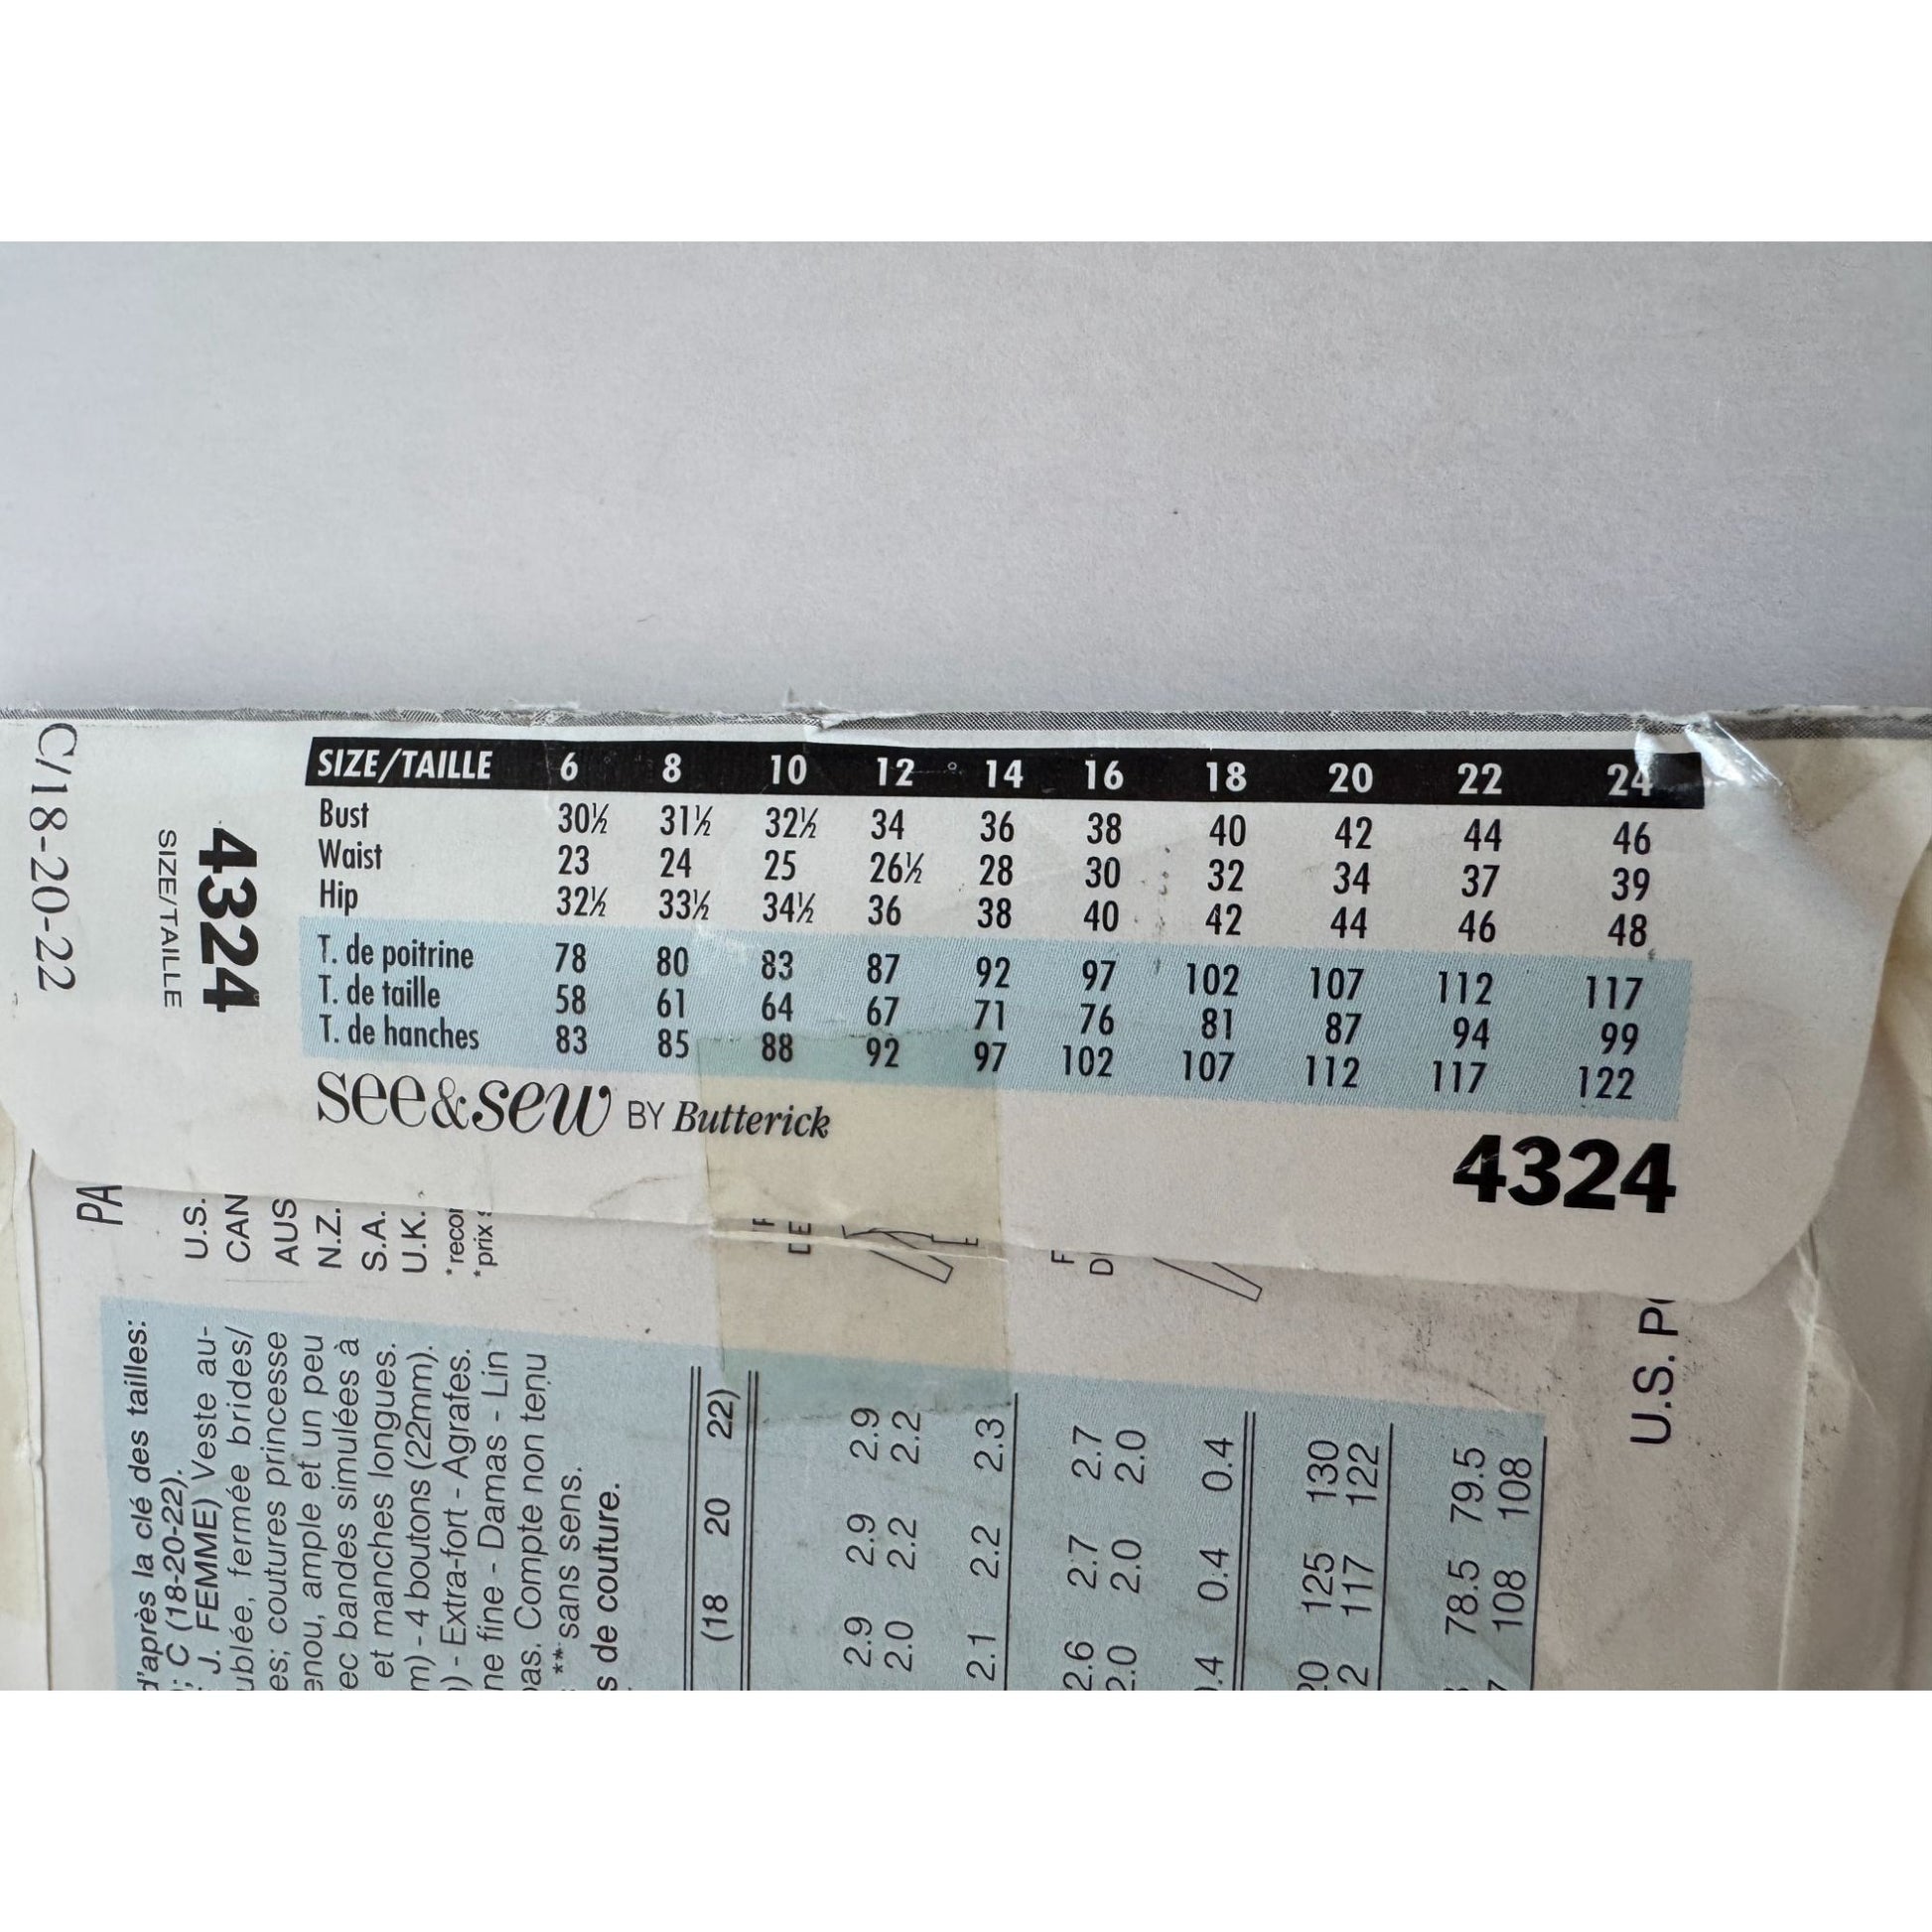 SIZE/TAILLE 6 8 10 12 14 16 18 20 22 24
Bust 30½ 31½ 32½ 34 36 38 40 42 44 46
Waist 23 24 25 26½ 28 30 32 34 37 39
Hip 32½ 33½ 34½ 36 38 40 42 44 46 48
T. de poitrine 78 80 83 87 92 97 102 107 112 117
T. de taille 58 61 64 67 71 76 81 87 94 99
T. de hanches 83 85 88 92 97 102 107 112 117 122
see&sew BY Butterick
4324
C/18-20-22
SIZE/TAILLE
4324
PA
U.S.
CAN
AUS
N.Z.
S.A.
U.K.
*recor
*prix
DE
F
D
U.S. P
d'après la clé des tailles:
; C (18-20-22).
J. FEMME) Veste au-
ublée, fermée brides/
es; coutures princesse
enou, ample et un peu
ec bandes simulées à
et manches longues.
m) - 4 boutons (22mm).
) - Extra-fort - Agrafes.
ne fine - Damas - Lin
pas. Compte non tenu
** sans sens.
s de couture.
(18 20 22)
2.9 2.9 2.9
2.0 2.2 2.2
2.1 2.2 2.3
2.6 2.7 2.7
2.0 2.0 2.0
.4 0.4 0.4
20 125 130
2 117 122
78.5 79.5
108 108